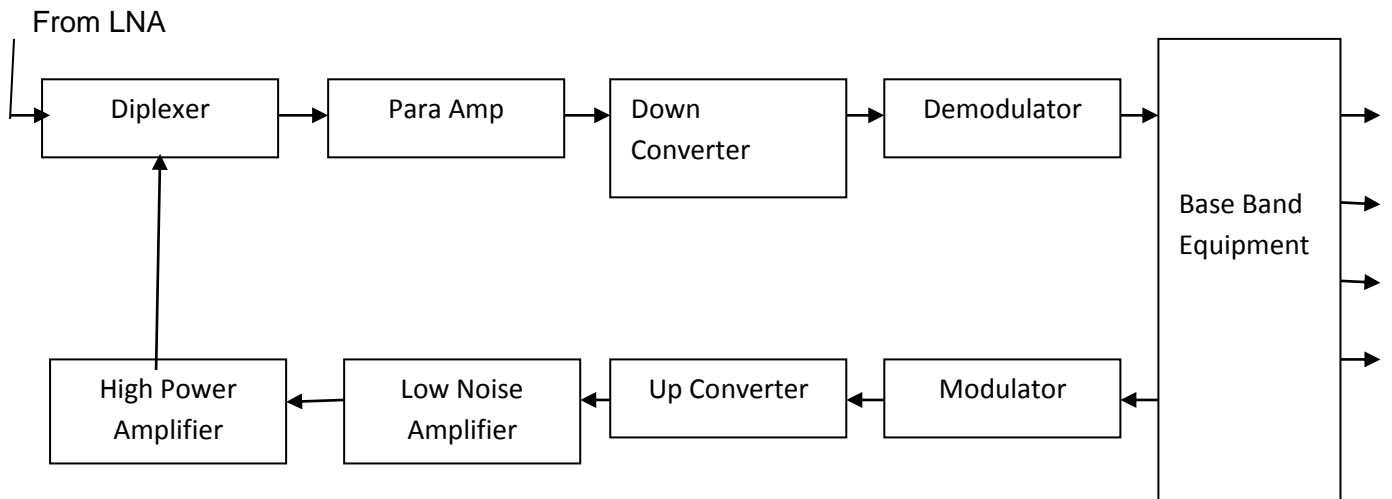 From LNA
Diplexer
Para Amp
Down
Converter
Demodulator
Base Band
Equipment
High Power
Amplifier
Low Noise
Amplifier
Up Converter
Modulator